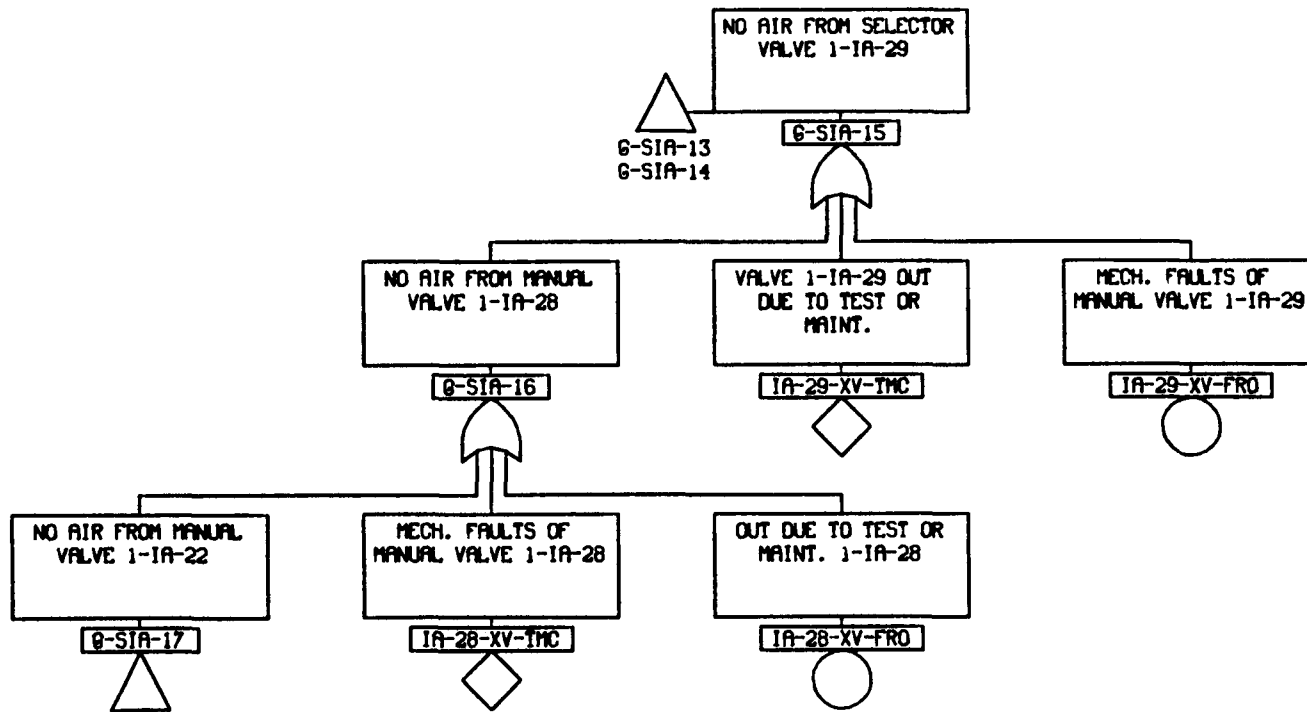 NO AIR FROM SELECTOR
VALVE 1-IA-29
G-SIA-13
G-SIA-14
G-SIA-15
NO AIR FROM MANUAL
VALVE 1-IA-28
VALVE 1-IA-29 OUT
DUE TO TEST OR
MAINT.
MECH. FAULTS OF
MANUAL VALVE 1-IA-29
G-SIA-16
IA-29-XV-TMC
IA-29-XV-FRO
NO AIR FROM MANUAL
VALVE 1-IA-22
MECH. FAULTS OF
MANUAL VALVE 1-IA-28
OUT DUE TO TEST OR
MAINT. 1-IA-28
G-SIA-17
IA-28-XV-TMC
IA-28-XV-FRO